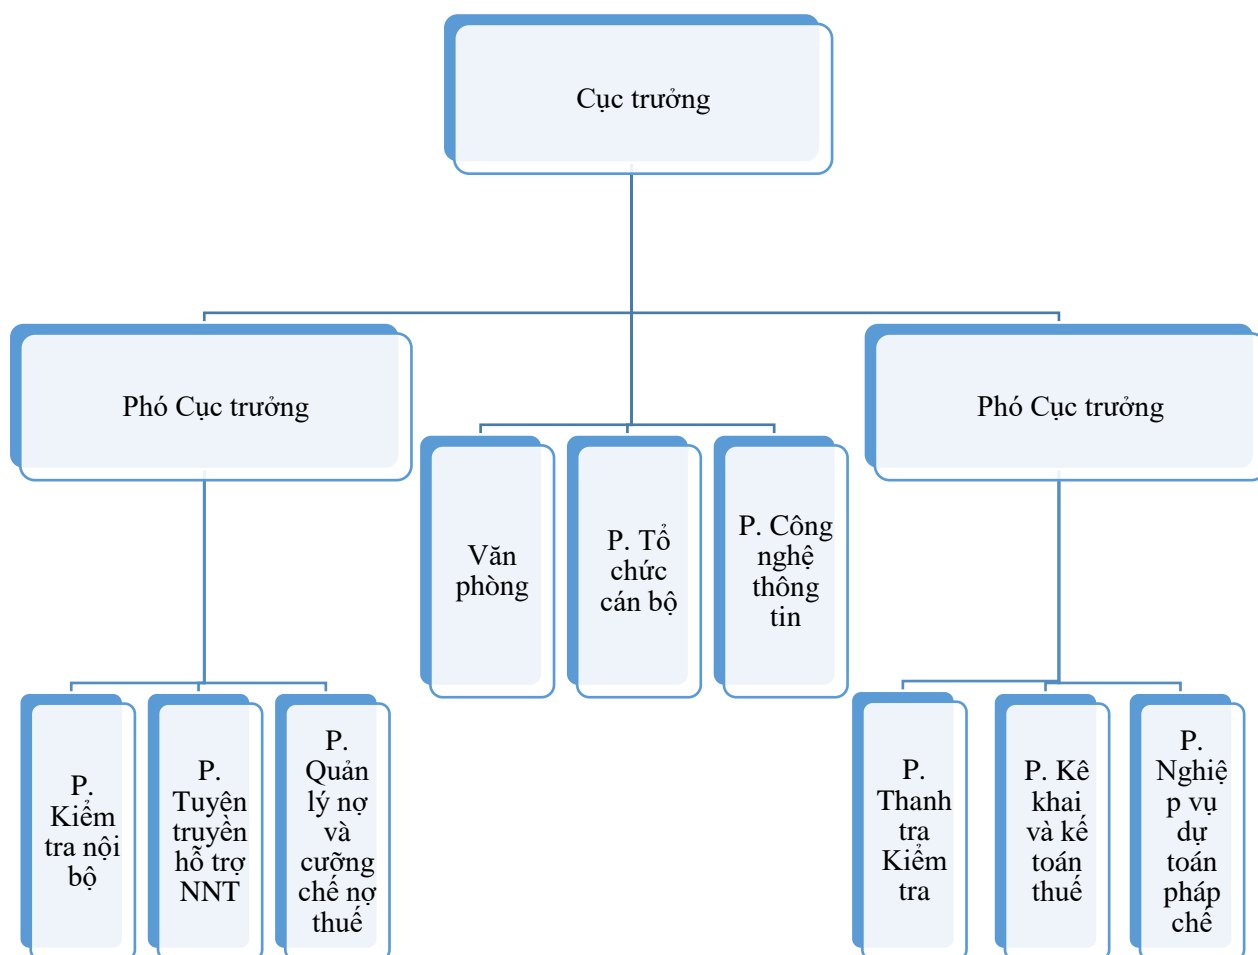 Cục trưởng
Phó Cục trưởng
Phó Cục trưởng
Văn
phòng
P. Tổ
chức
cán bộ
P. Công
nghệ
thông
tin
P.
Kiểm
tra nội
bộ
P.
Tuyên
truyền
hỗ trợ
NNT
P.
Quản
lý nợ
và
cưỡng
chế nợ
thuế
P.
Thanh
tra
Kiểm
tra
P. Kê
khai
và kế
toán
thuế
P.
Nghiệ
p vụ
dự
toán
pháp
chế